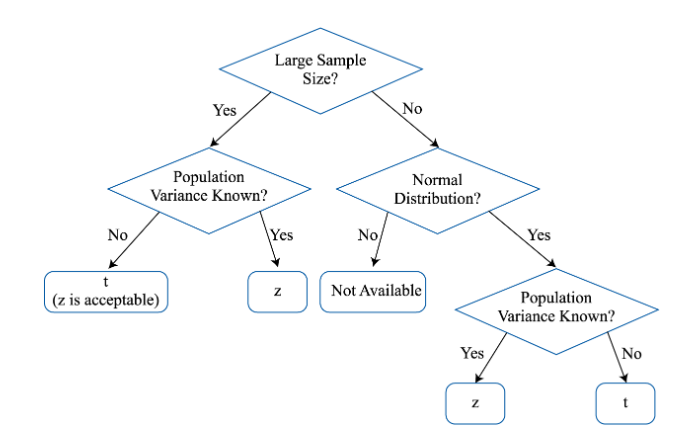 Large Sample
Size?
Yes
No
Population
Variance Known?
Normal
Distribution?
No
Yes
No
Yes
t
(z is acceptable)
z
Not Available
Population
Variance Known?
Yes
No
z
t